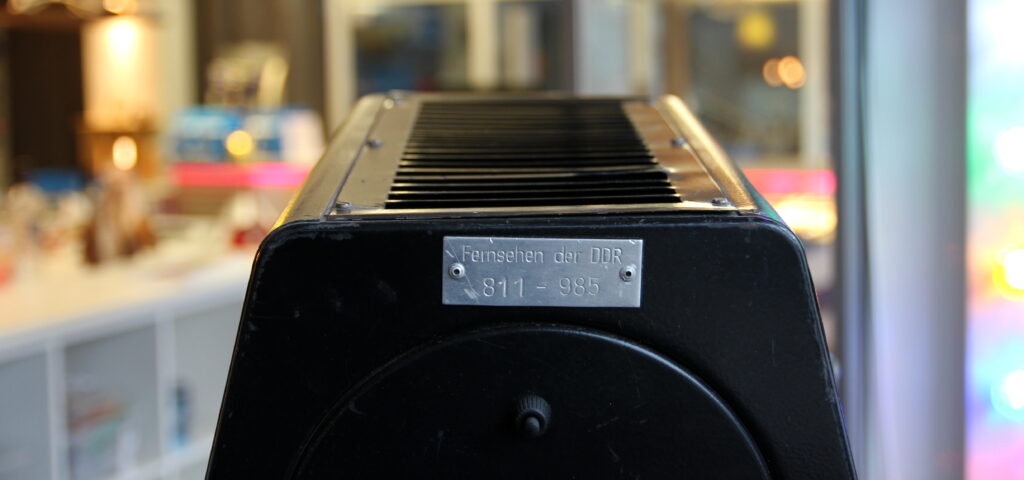 Fernsehen der DDR
811 - 985